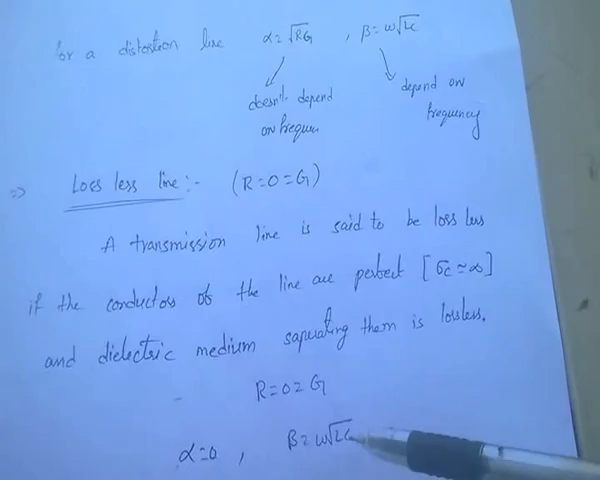 for a distortion line α=√RG , β=ω√LC
doesn't depend on frequen
depend on frequency
=> Loss less line:- (R=0=G)
A transmission line is said to be loss less
if the conductors of the line are perfect [σc≃∞]
and dielectric medium saperating them is lossless.
R=0=G
α=0 , β=ω√LC